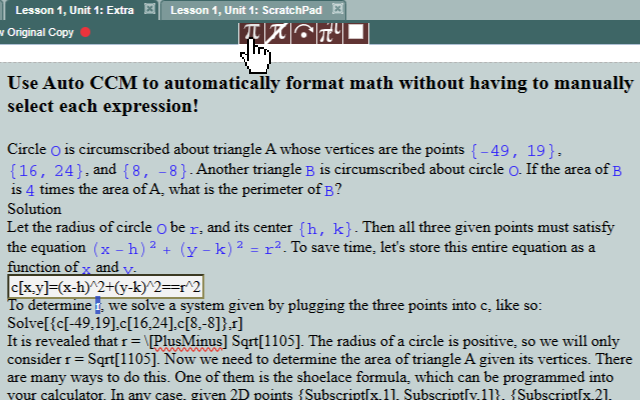 Lesson 1, Unit 1: Extra
Lesson 1, Unit 1: ScratchPad
Original Copy
Use Auto CCM to automatically format math without having to manually
select each expression!
Circle O is circumscribed about triangle A whose vertices are the points {-49, 19},
{16, 24}, and {8, -8}. Another triangle B is circumscribed about circle O. If the area of B
is 4 times the area of A, what is the perimeter of B?
Solution
Let the radius of circle O be r, and its center {h, k}. Then all three given points must satisfy
the equation (x - h)² + (y - k)² = r². To save time, let's store this entire equation as a
function of x and y.
c[x,y]=(x-h)^2+(y-k)^2==r^2
To determine r, we solve a system given by plugging the three points into c, like so:
Solve[{c[-49,19],c[16,24],c[8,-8]},r]
It is revealed that r = \[PlusMinus] Sqrt[1105]. The radius of a circle is positive, so we will only
consider r = Sqrt[1105]. Now we need to determine the area of triangle A given its vertices. There
are many ways to do this. One of them is the shoelace formula, which can be programmed into
your calculator. In any case, given 2D points {Subscript[x,1], Subscript[y,1]}, {Subscript[x,2],